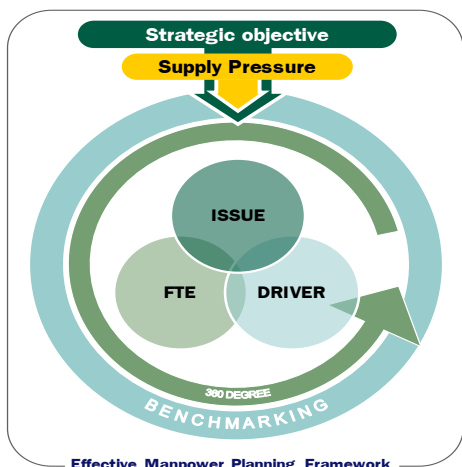 Strategic objective
Supply Pressure
ISSUE
FTE DRIVER
360 DEGREE
BENCHMARKING
Effective Manpower Planning Framework